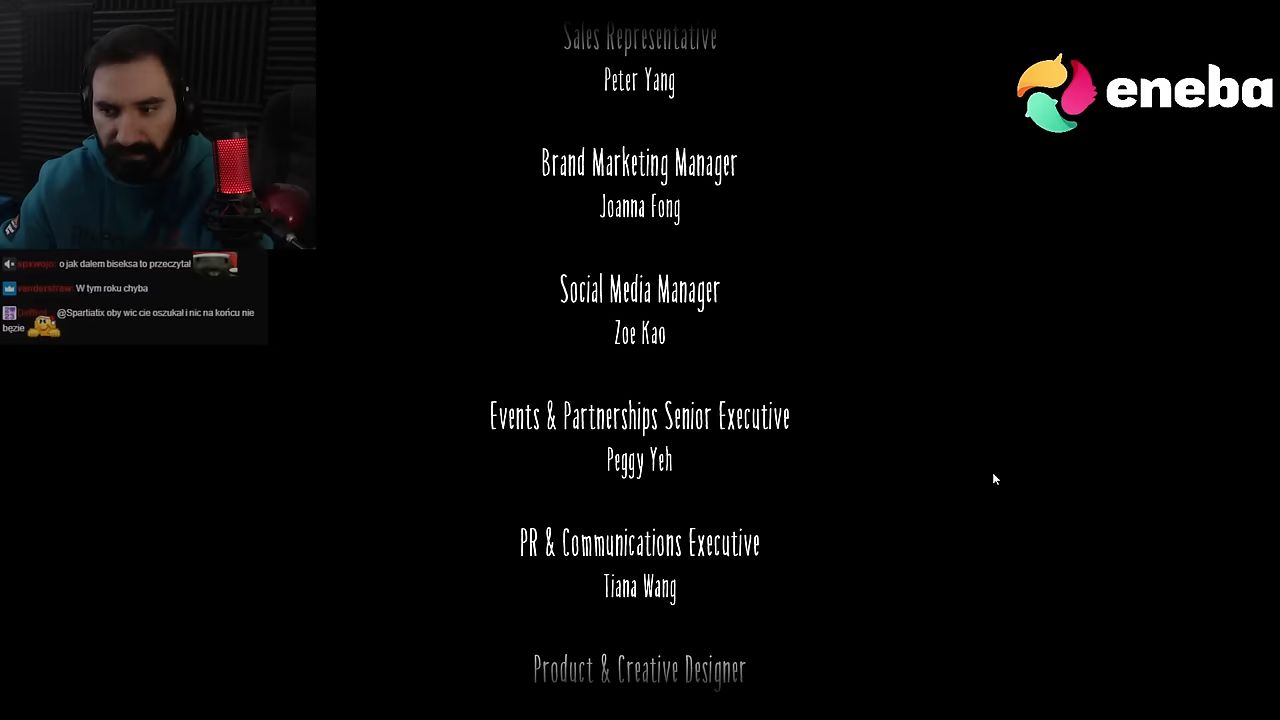 Sales Representative
Peter Yang
eneba
Brand Marketing Manager
Joanna Fong
spxwojo: o jak dałem biseksa to przeczytał
vanderstraw: W tym roku chyba
@Spartiatix oby wic cie oszukał i nic na końcu nie
bęzie
Social Media Manager
Zoe Kao
Events & Partnerships Senior Executive
Peggy Yeh
PR & Communications Executive
Tiana Wang
Product & Creative Designer